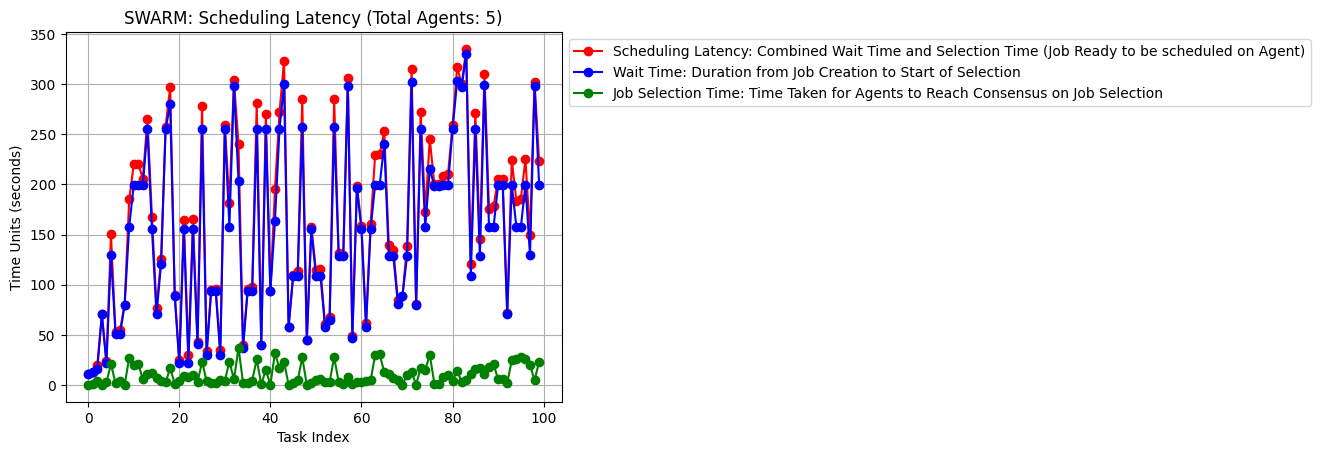 SWARM: Scheduling Latency (Total Agents: 5)
Scheduling Latency: Combined Wait Time and Selection Time (Job Ready to be scheduled on Agent)
Wait Time: Duration from Job Creation to Start of Selection
Job Selection Time: Time Taken for Agents to Reach Consensus on Job Selection
Time Units (seconds)
350
300
250
200
150
100
50
0
0 20 40 60 80 100
Task Index